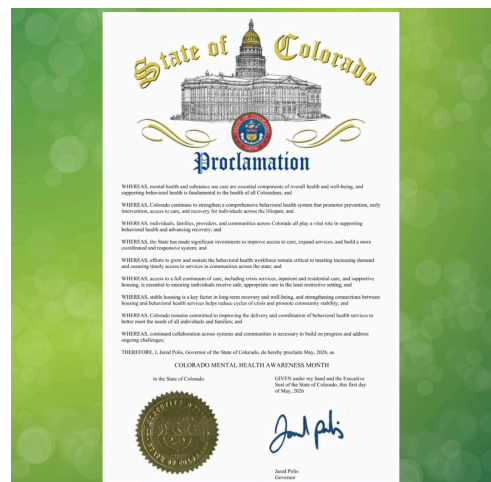 State of Colorado
STATE OF COLORADO
1876
Proclamation
WHEREAS, mental health and substance use care are essential components of overall health and well-being, and
supporting behavioral health is fundamental to the health of all Coloradans; and
WHEREAS, Colorado continues to strengthen a comprehensive behavioral health system that promotes prevention, early
intervention, access to care, and recovery for individuals across the lifespan; and
WHEREAS, individuals, families, providers, and communities across Colorado all play a vital role in supporting
behavioral health and advancing recovery; and
WHEREAS, the State has made significant investments to improve access to care, expand services, and build a more
coordinated and responsive system; and
WHEREAS, efforts to grow and sustain the behavioral health workforce remain critical to meeting increasing demand
and ensuring timely access to services in communities across the state; and
WHEREAS, access to a full continuum of care, including crisis services, inpatient and residential care, and supportive
housing, is essential to ensuring individuals receive safe, appropriate care in the least restrictive setting; and
WHEREAS, stable housing is a key factor in long-term recovery and well-being, and strengthening connections between
housing and behavioral health services helps reduce cycles of crisis and promote community stability; and
WHEREAS, Colorado remains committed to improving the delivery and coordination of behavioral health services to
better meet the needs of all individuals and families; and
WHEREAS, continued collaboration across systems and communities is necessary to build on progress and address
ongoing challenges;
THEREFORE, I, Jared Polis, Governor of the State of Colorado, do hereby proclaim May, 2026, as
COLORADO MENTAL HEALTH AWARENESS MONTH
in the State of Colorado.
GIVEN under my hand and the Executive
Seal of the State of Colorado, this first day
of May, 2026
Jared Polis
Jared Polis
Governor